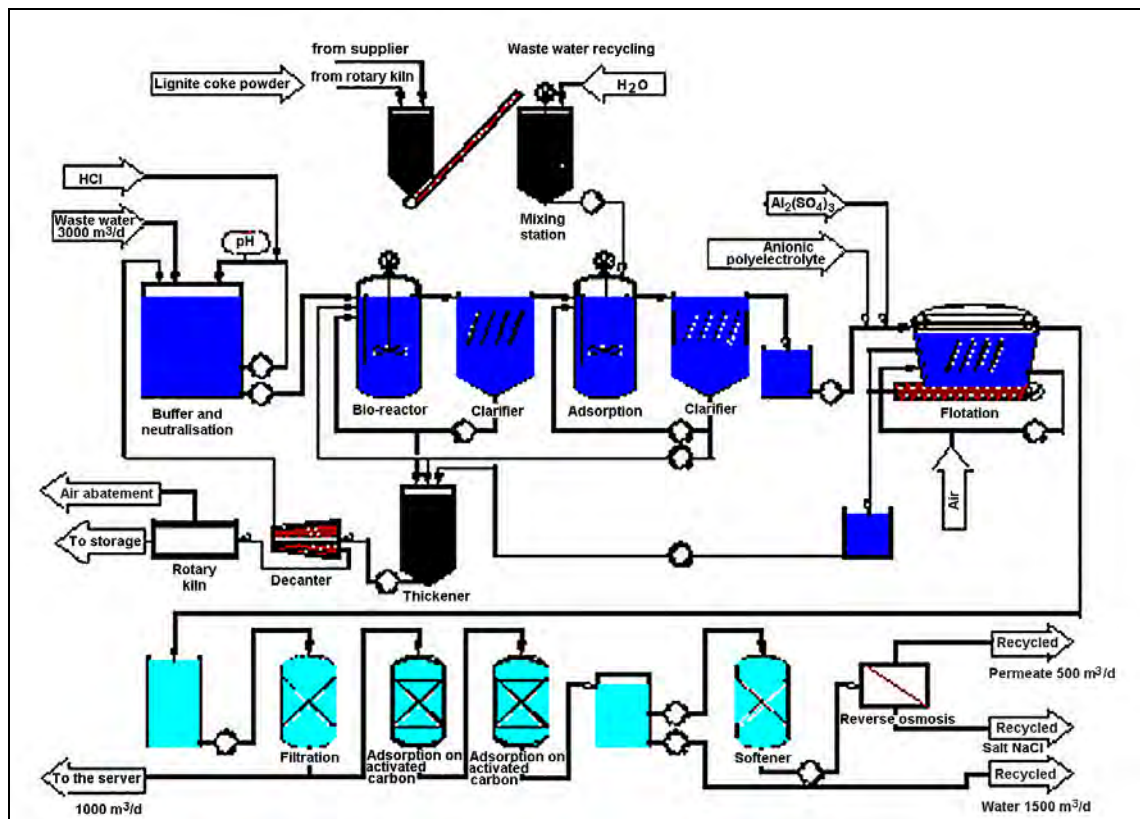 from supplier
from rotary kiln
Lignite coke powder
Waste water recycling
H2O
HCl
Waste water
3000 m3/d
pH
Mixing
station
Al2(SO4)3
Anionic
polyelectrolyte
Buffer and
neutralisation
Bio-reactor
Clarifier
Adsorption
Clarifier
Flotation
Air
Air abatement
To storage
Rotary
kiln
Decanter
Thickener
Recycled
Permeate 500 m3/d
Reverse osmosis
Recycled
Salt NaCl
Filtration
Adsorption on
activated
carbon
Adsorption on
activated
carbon
Softener
To the server
1000 m3/d
Recycled
Water 1500 m3/d